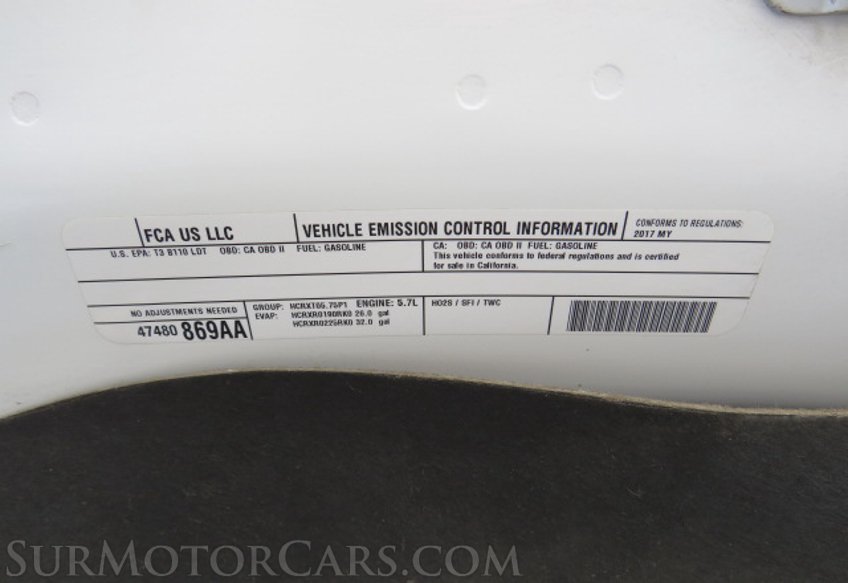 FCA US LLC
VEHICLE EMISSION CONTROL INFORMATION
CONFORMS TO REGULATIONS:
2017 MY
U.S. EPA: T3 B110 LDT OBD: CA OBD II FUEL: GASOLINE
CA: OBD: CA OBD II FUEL: GASOLINE
This vehicle conforms to federal regulations and is certified
for sale in California.
NO ADJUSTMENTS NEEDED
47480 869AA
GROUP: HCRXT05.75P1 ENGINE: 5.7L
EVAP: HCRXR0190RK0 26.0 gal
HCRXR0225RK0 32.0 gal
HO2S / SFI / TWC
SurMotorCars.com